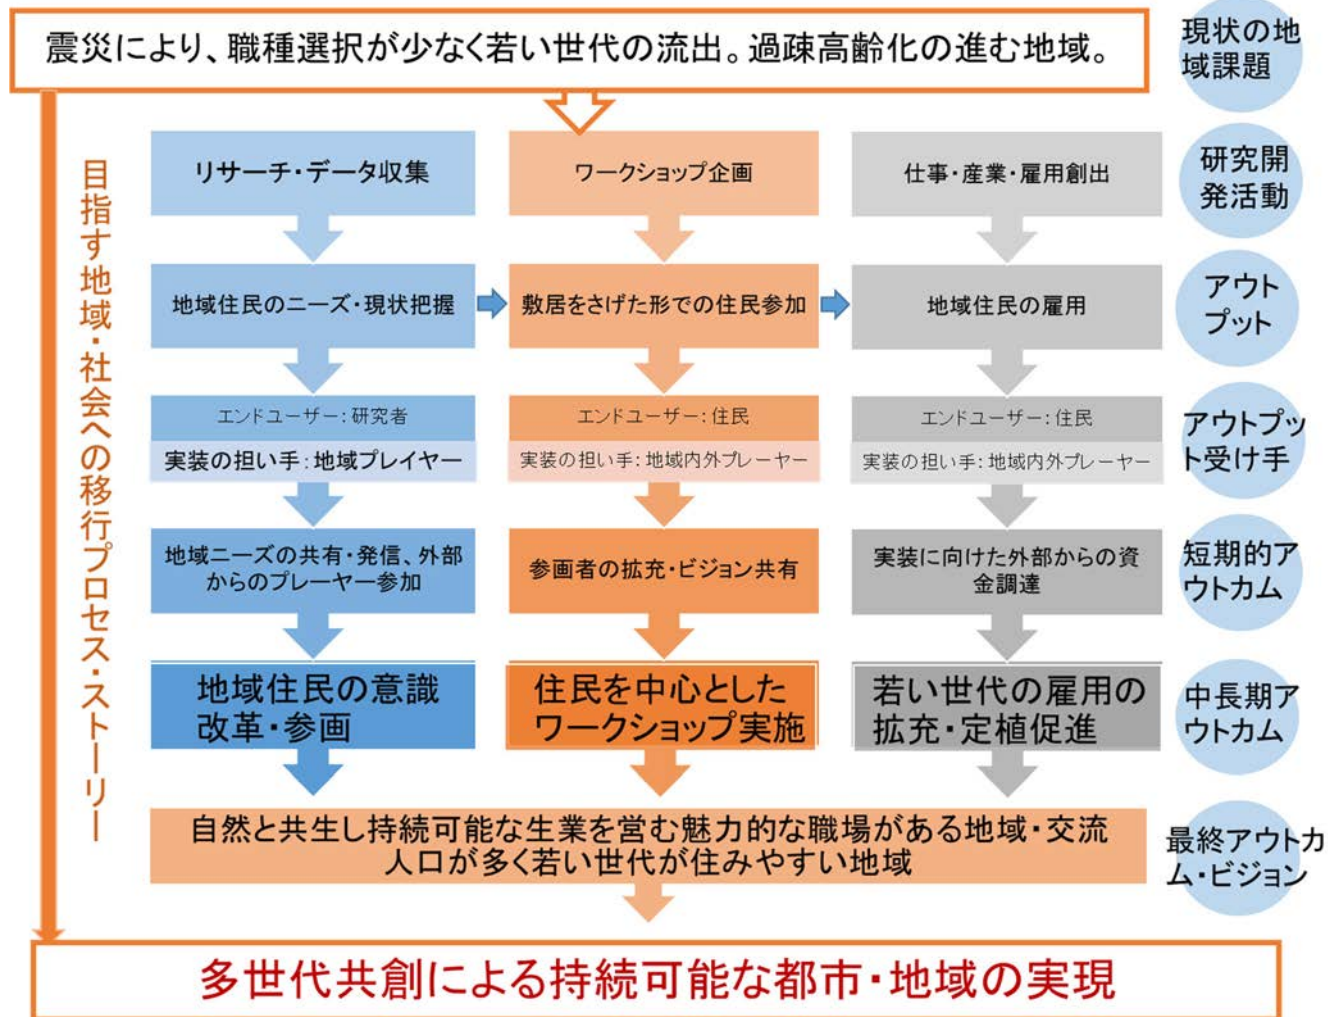 震災により、職種選択が少なく若い世代の流出。過疎高齢化の進む地域。
現状の地
域課題
目指す地域・社会への移行プロセス・ストーリー
リサーチ・データ収集
ワークショップ企画
仕事・産業・雇用創出
研究開
発活動
地域住民のニーズ・現状把握
敷居をさげた形での住民参加
地域住民の雇用
アウト
プット
エンドユーザー：研究者
実装の担い手：地域プレイヤー
エンドユーザー：住民
実装の担い手：地域内外プレーヤー
エンドユーザー：住民
実装の担い手：地域内外プレーヤー
アウトプッ
ト受け手
地域ニーズの共有・発信、外部
からのプレーヤー参加
参画者の拡充・ビジョン共有
実装に向けた外部からの資
金調達
短期的ア
ウトカム
地域住民の意識
改革・参画
住民を中心とした
ワークショップ実施
若い世代の雇用の
拡充・定植促進
中長期ア
ウトカム
自然と共生し持続可能な生業を営む魅力的な職場がある地域・交流
人口が多く若い世代が住みやすい地域
最終アウトカ
ム・ビジョン
多世代共創による持続可能な都市・地域の実現